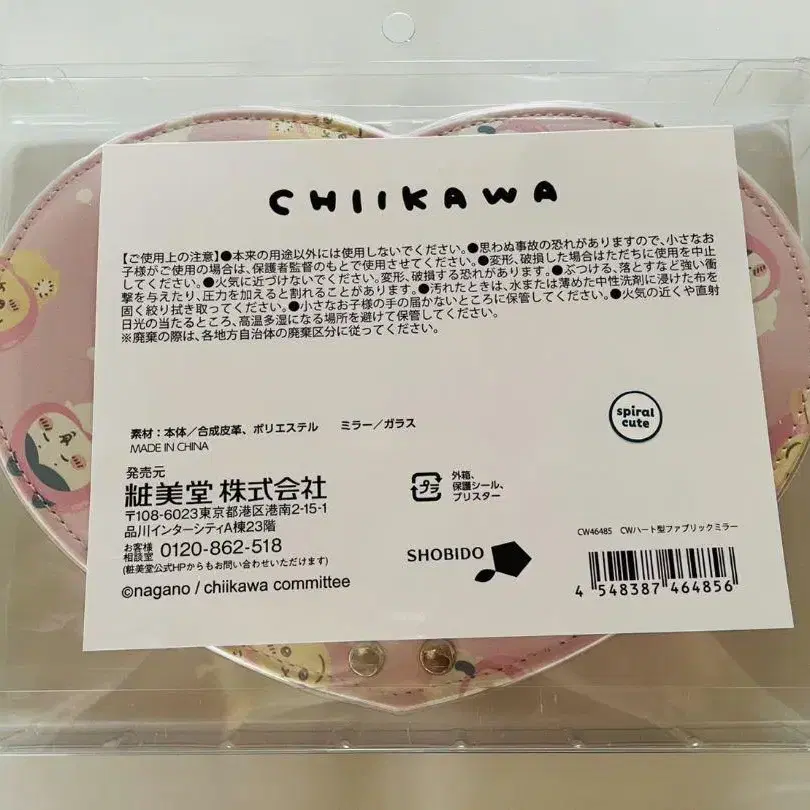 CHIIKAWA
【ご使用上の注意】●本来の用途以外には使用しないでください。●思わぬ事故の恐れがありますので、小さなお
子様がご使用の場合は、保護者監督のもとで使用させてください。●変形、破損した場合はただちに使用を中止
してください。●火気に近づけないでください。変形、破損する恐れがあります。●ぶつける、落とすなど強い衝
撃を与えたり、圧力を加えると割れることがあります。●汚れたときは、水または薄めた中性洗剤に浸けた布を
固く絞り拭き取ってください。●小さなお子様の手の届かないところに保管してください。●火気の近くや直射
日光の当たるところ、高温多湿になる場所を避けて保管してください。
※廃棄の際は、各地方自治体の廃棄区分に従ってください。
spiral
cute
素材：本体／合成皮革、ポリエステル　ミラー／ガラス
MADE IN CHINA
発売元
粧美堂 株式会社
〒108-6023東京都港区港南2-15-1
品川インターシティA棟23階
お客様
相談室 0120-862-518
(粧美堂公式HPからもお問い合わせいただけます)
©nagano / chiikawa committee
プラ
外箱、
保護シール、
ブリスター
SHOBIDO
CW46485　CWハート型ファブリックミラー
4 548387 464856